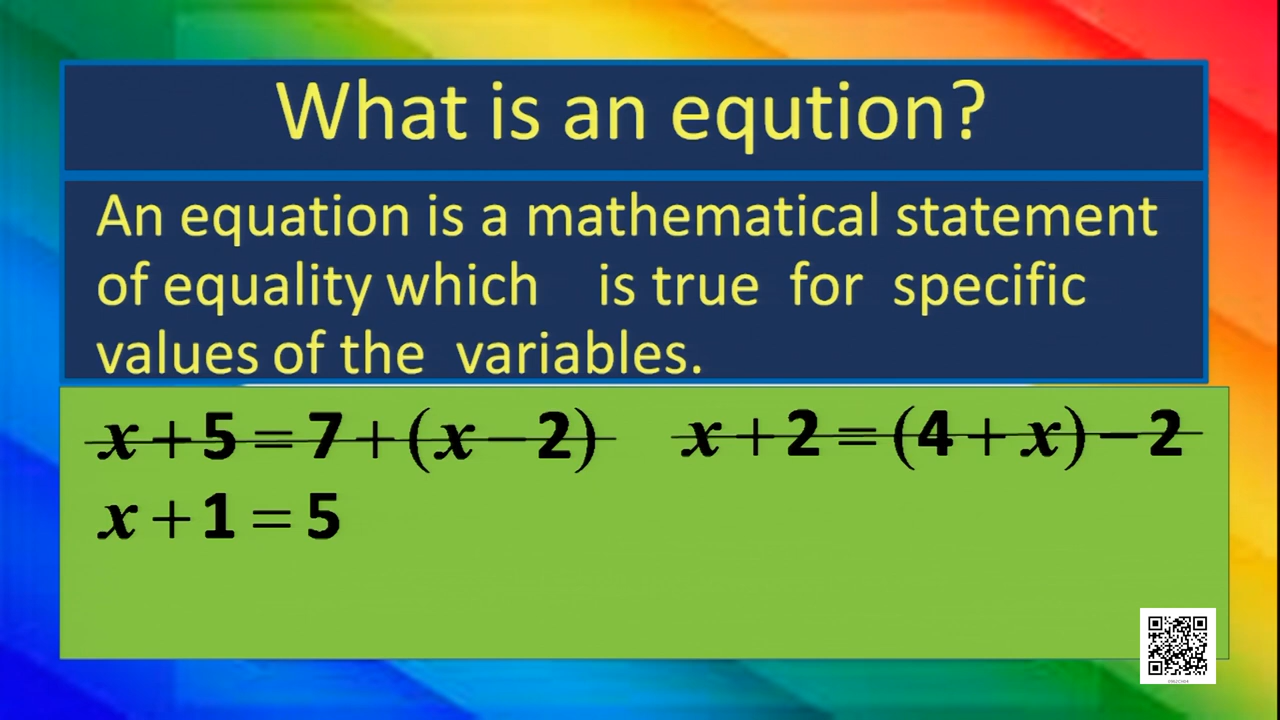 What is an eqution?
An equation is a mathematical statement
of equality which is true for specific
values of the variables.
x+5=7+(x-2) x+2=(4+x)-2
x+1=5